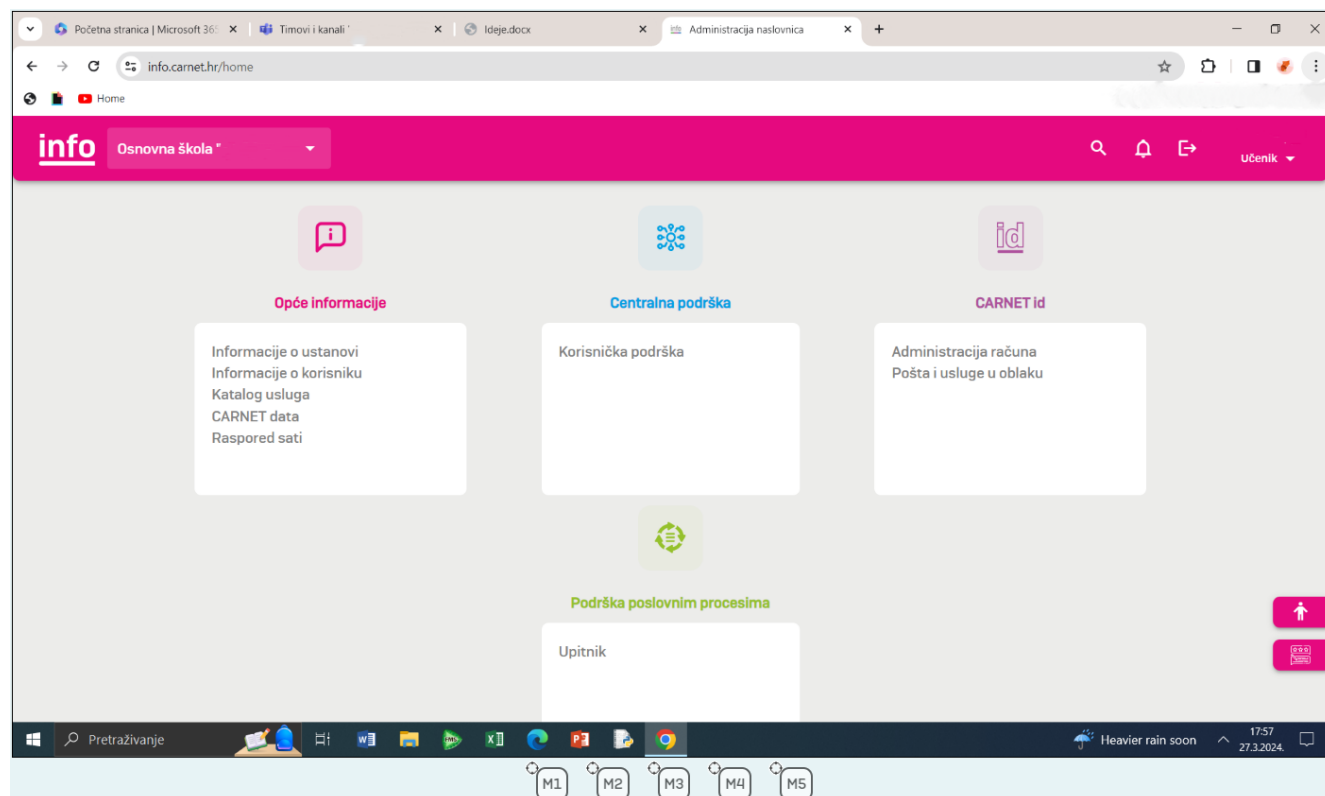 Početna stranica | Microsoft 365
Timovi i kanali '
Ideje.docx
info
Administracija naslovnica
info.carnet.hr/home
Home
info
Osnovna škola "
Učenik
id
Opće informacije
Centralna podrška
CARNET id
Informacije o ustanovi
Informacije o korisniku
Katalog usluga
CARNET data
Raspored sati
Korisnička podrška
Administracija računa
Pošta i usluge u oblaku
Podrška poslovnim procesima
Upitnik
Pretraživanje
Heavier rain soon
17:57
27.3.2024.
M1
M2
M3
M4
M5